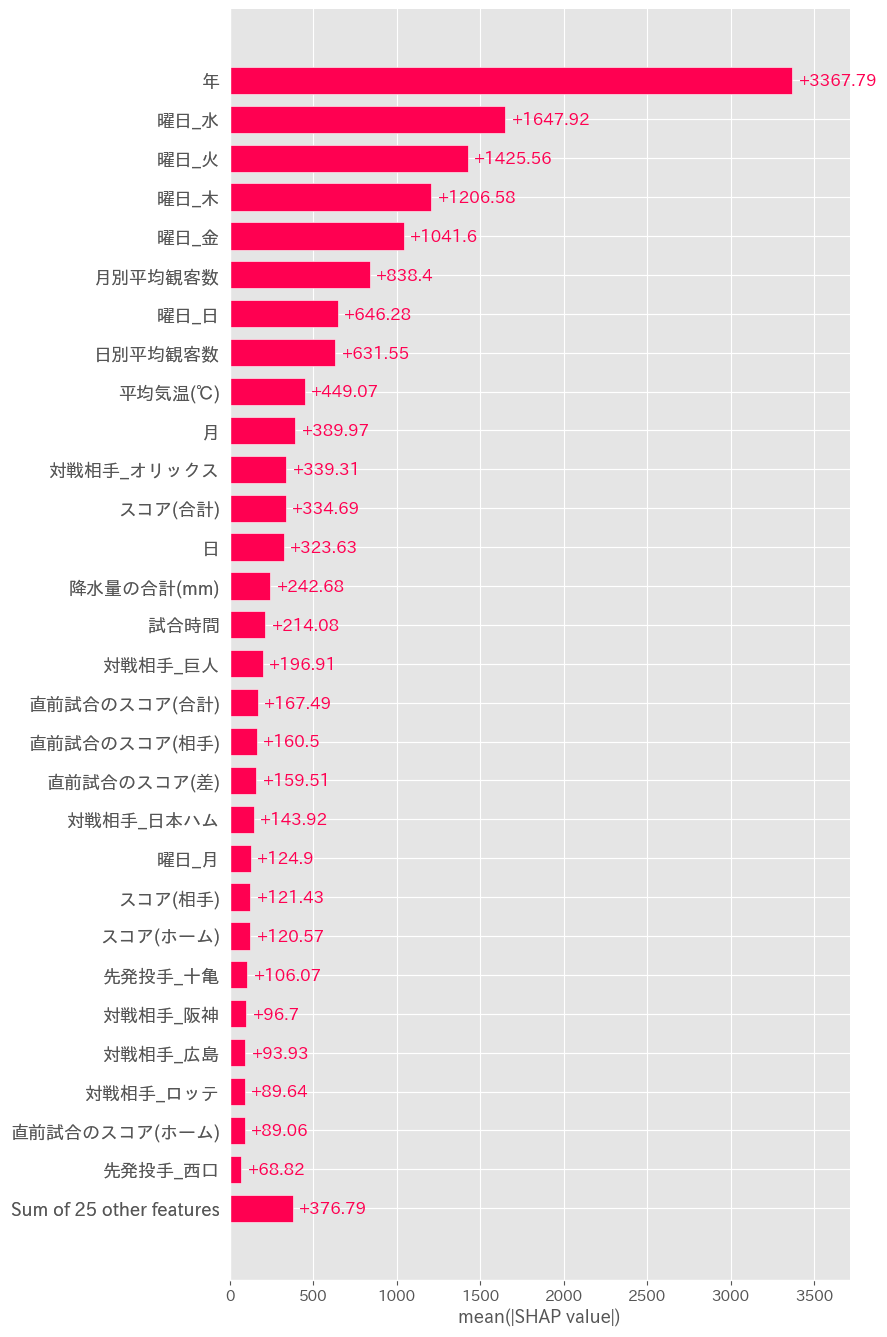 年 +3367.79
曜日_水 +1647.92
曜日_火 +1425.56
曜日_木 +1206.58
曜日_金 +1041.6
月別平均観客数 +838.4
曜日_日 +646.28
日別平均観客数 +631.55
平均気温(℃) +449.07
月 +389.97
対戦相手_オリックス +339.31
スコア(合計) +334.69
日 +323.63
降水量の合計(mm) +242.68
試合時間 +214.08
対戦相手_巨人 +196.91
直前試合のスコア(合計) +167.49
直前試合のスコア(相手) +160.5
直前試合のスコア(差) +159.51
対戦相手_日本ハム +143.92
曜日_月 +124.9
スコア(相手) +121.43
スコア(ホーム) +120.57
先発投手_十亀 +106.07
対戦相手_阪神 +96.7
対戦相手_広島 +93.93
対戦相手_ロッテ +89.64
直前試合のスコア(ホーム) +89.06
先発投手_西口 +68.82
Sum of 25 other features +376.79
0 500 1000 1500 2000 2500 3000 3500
mean(|SHAP value|)